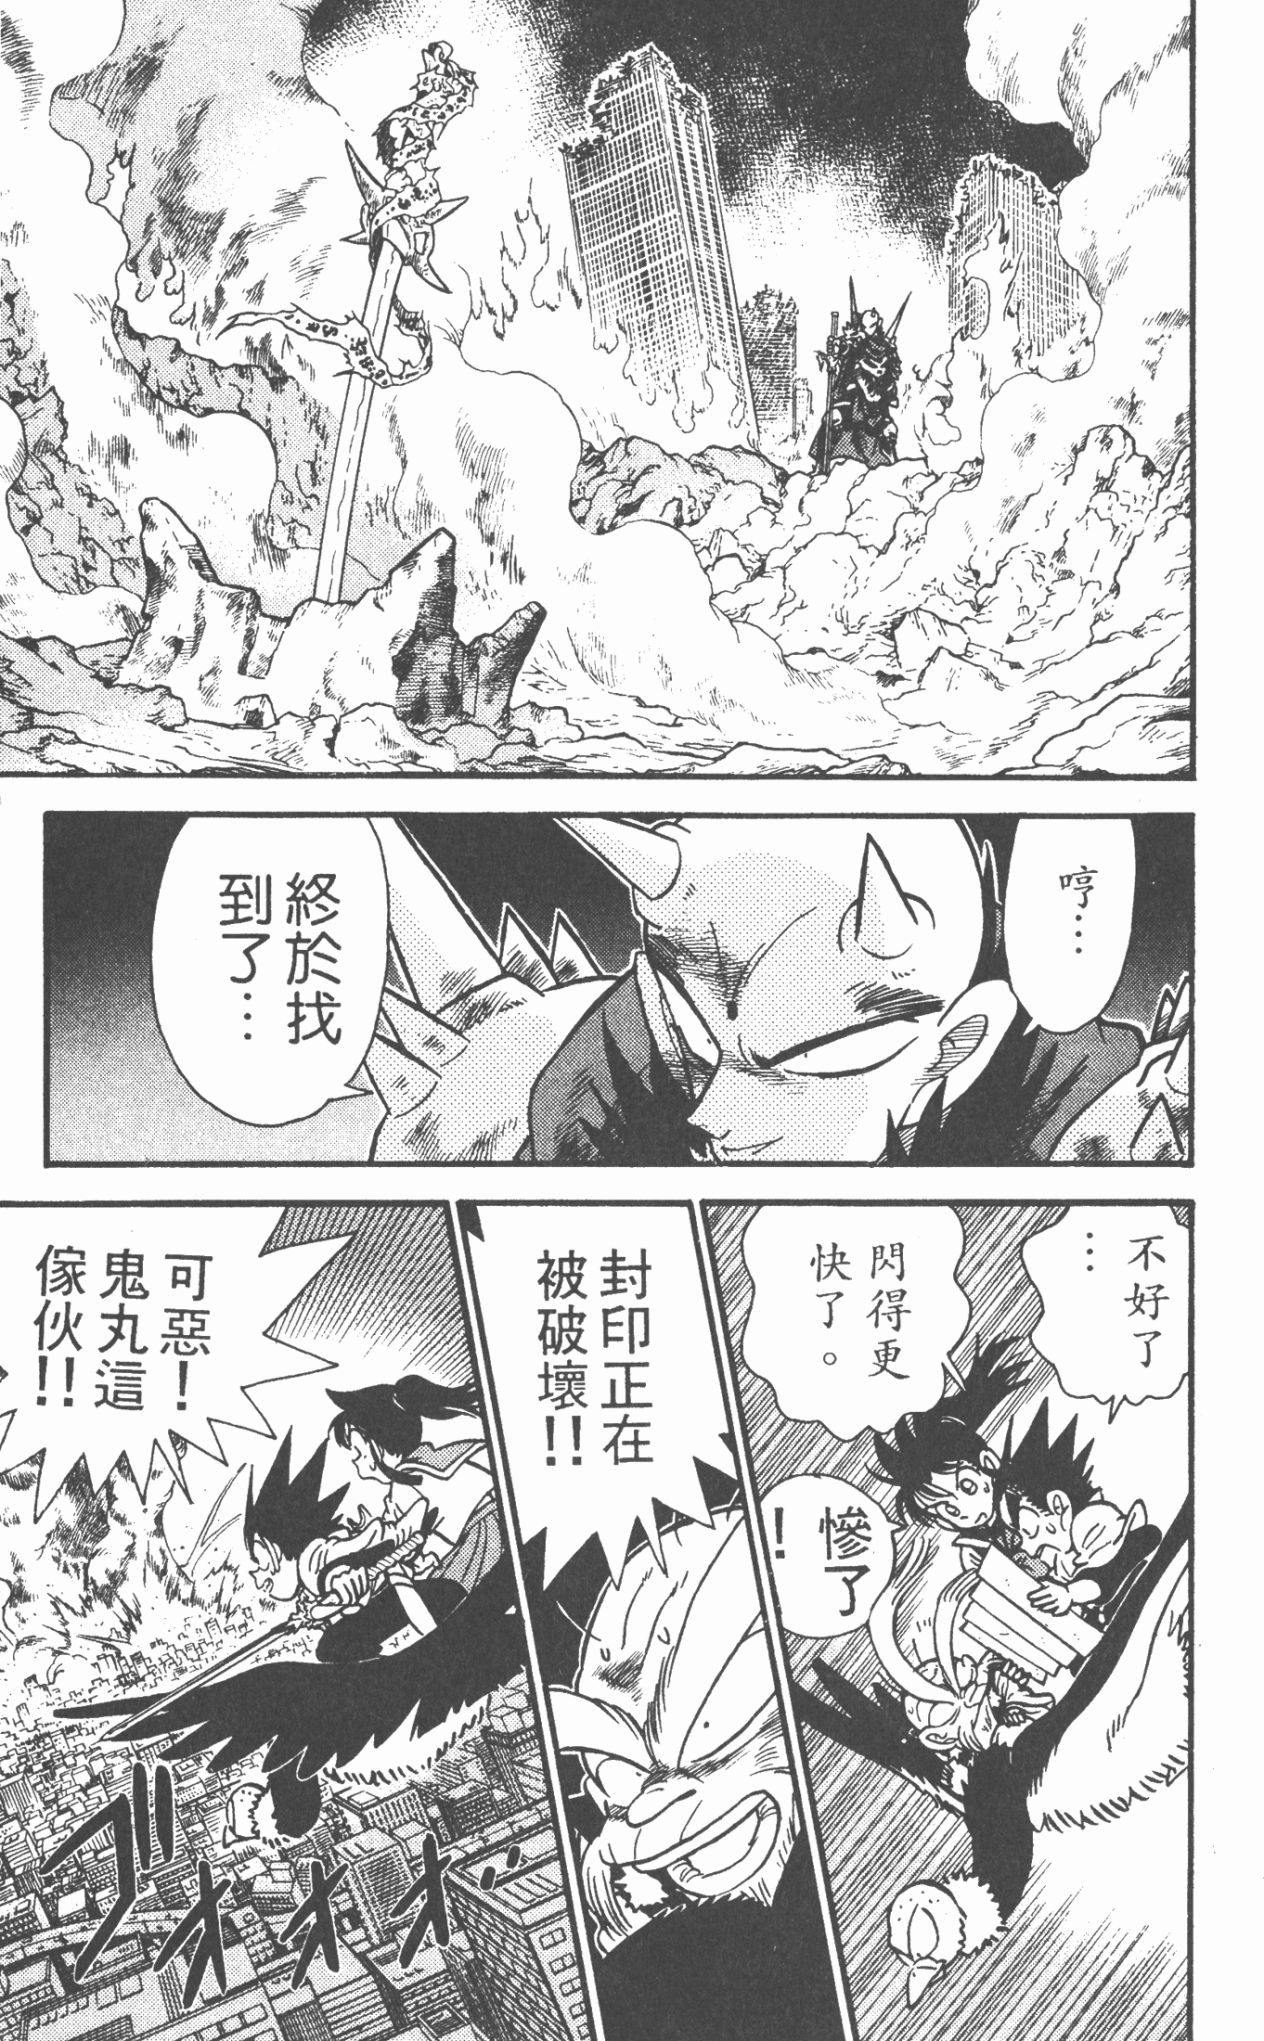 哼…
終於找
到了…
不好了
…
閃得更
快了。
慘了
！
封印正在
被破壞!!
可惡！
鬼丸這
傢伙!!
ゴオオオオ…